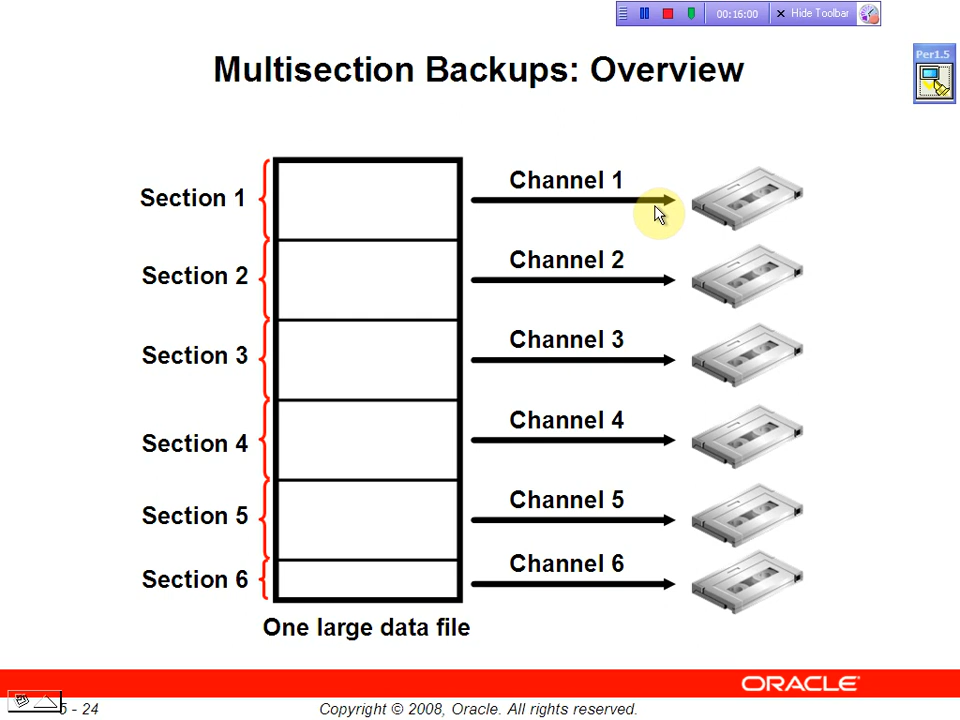 00:16:00
Hide Toolbar
Per1.5
Multisection Backups: Overview
Section 1
Channel 1
Section 2
Channel 2
Section 3
Channel 3
Section 4
Channel 4
Section 5
Channel 5
Section 6
Channel 6
One large data file
ORACLE
5 - 24
Copyright © 2008, Oracle. All rights reserved.